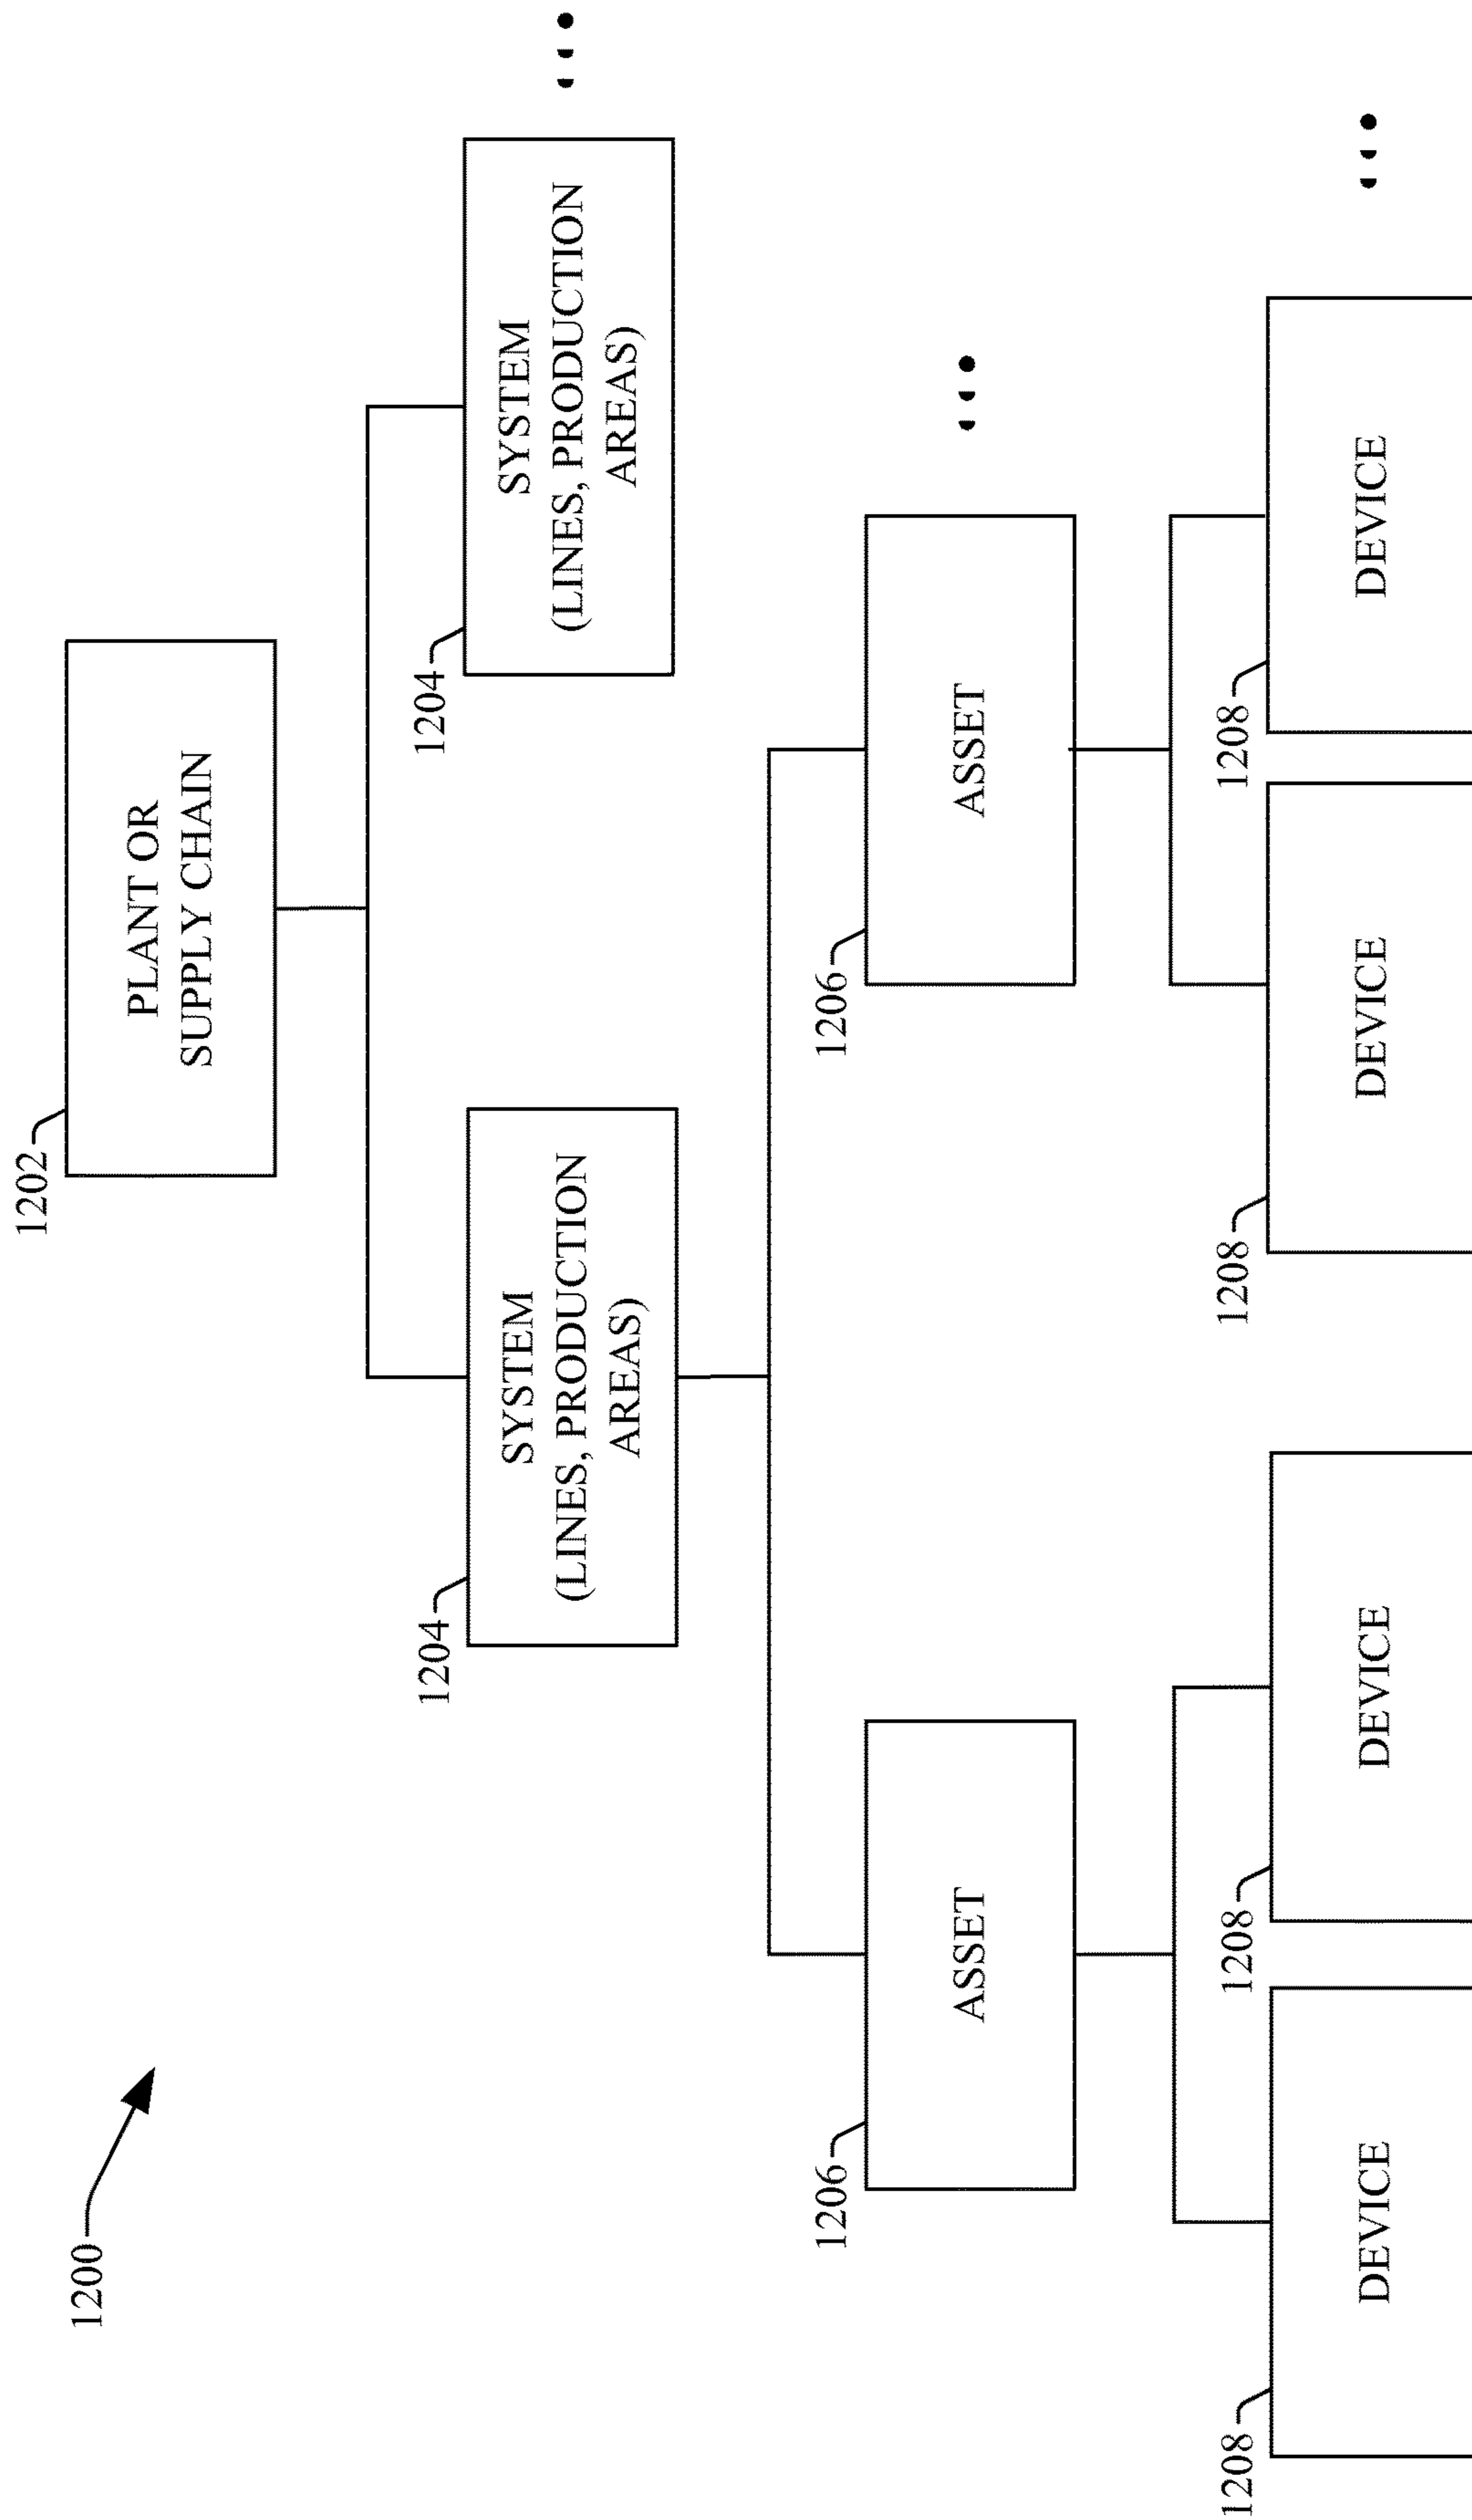 1202
1200
PLANT OR
SUPPLY CHAIN
1204
SYSTEM
(LINES, PRODUCTION
AREAS)
1204
SYSTEM
(LINES, PRODUCTION
AREAS)
1206
ASSET
1206
ASSET
1208
DEVICE
1208
DEVICE
1208
DEVICE
1208
DEVICE